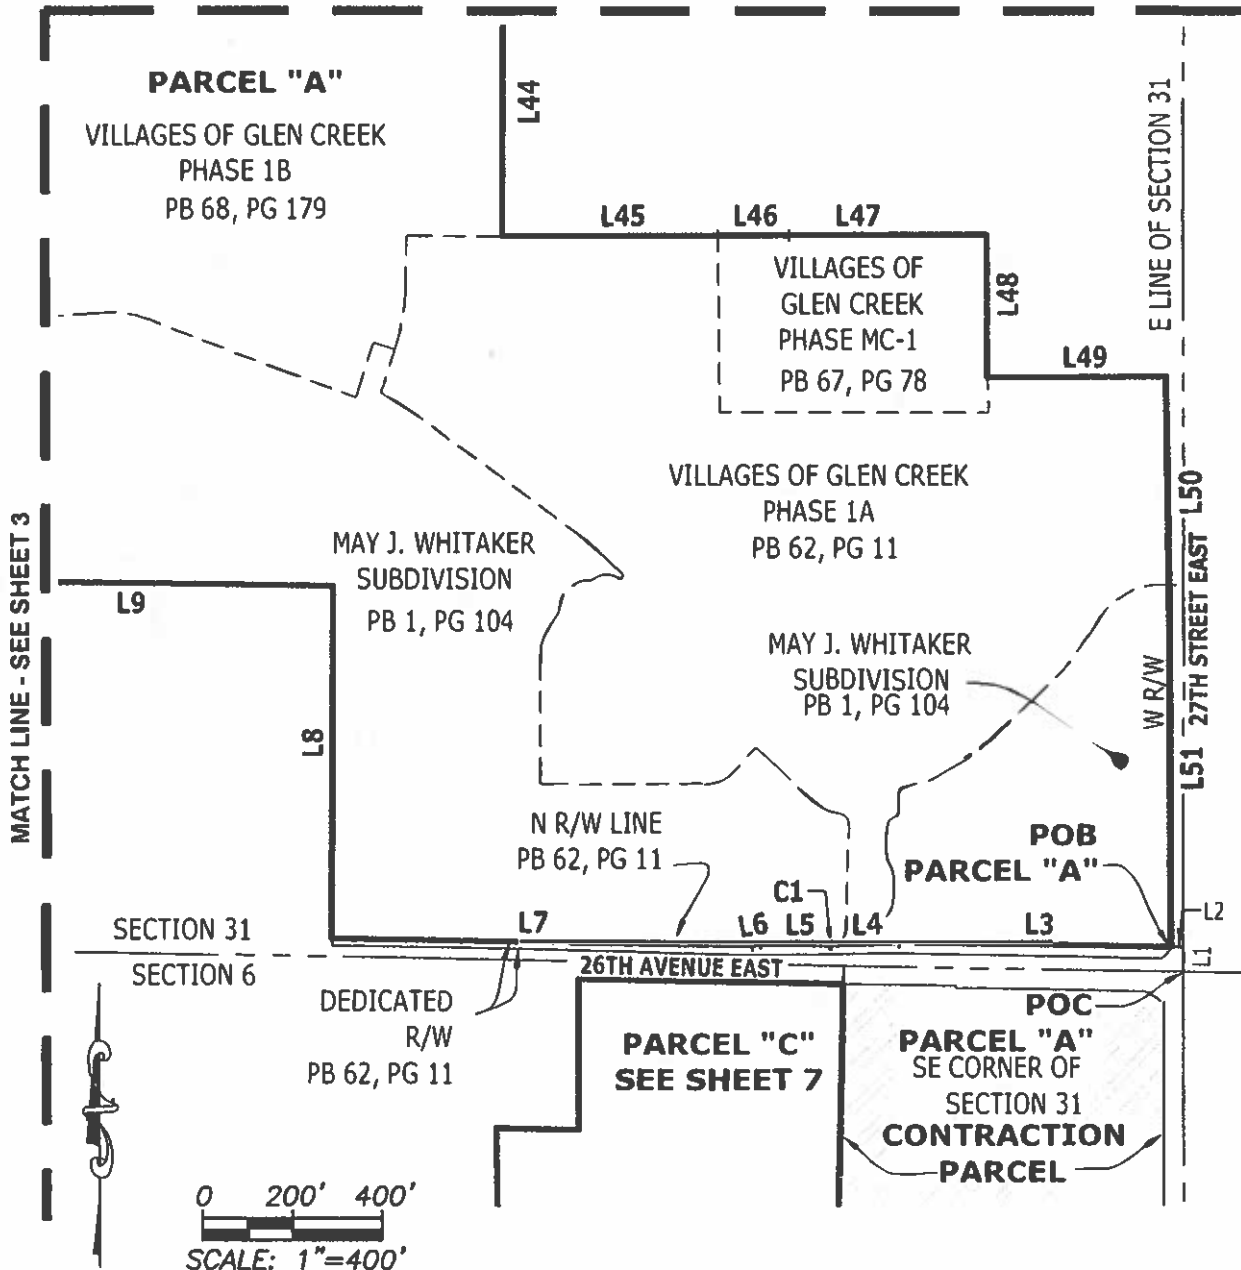 PARCEL "A"
VILLAGES OF GLEN CREEK
PHASE 1B
PB 68, PG 179
L44
E LINE OF SECTION 31
L45
L46
L47
VILLAGES OF
GLEN CREEK
PHASE MC-1
PB 67, PG 78
L48
L49
VILLAGES OF GLEN CREEK
PHASE 1A
PB 62, PG 11
L50
27TH STREET EAST
MATCH LINE - SEE SHEET 3
MAY J. WHITAKER
SUBDIVISION
PB 1, PG 104
L9
MAY J. WHITAKER
SUBDIVISION
PB 1, PG 104
W R/W
L51
L8
N R/W LINE
PB 62, PG 11
POB
PARCEL "A"
C1
L7
L6
L5
L4
L3
L2
L1
SECTION 31
SECTION 6
26TH AVENUE EAST
DEDICATED
R/W
PB 62, PG 11
PARCEL "C"
SEE SHEET 7
POC
PARCEL "A"
SE CORNER OF
SECTION 31
CONTRACTION
PARCEL
0 200' 400'
SCALE: 1"=400'